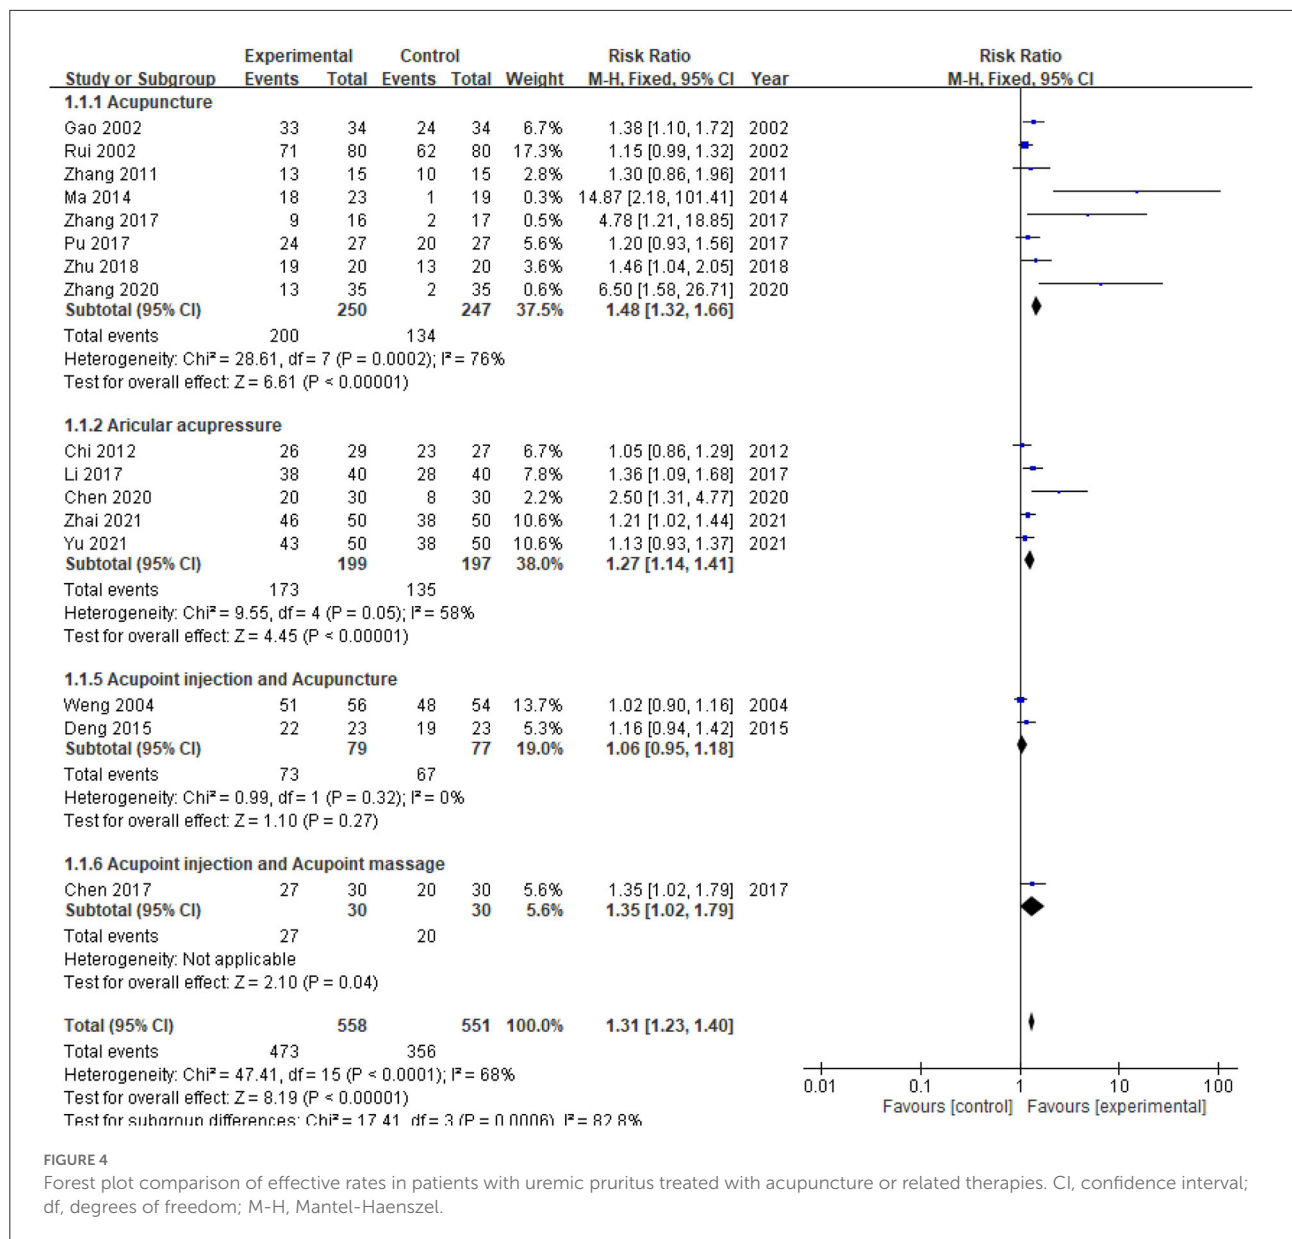 Experimental Control Risk Ratio Risk Ratio
Study or Subgroup Events Total Events Total Weight M-H, Fixed, 95% CI Year M-H, Fixed, 95% CI
1.1.1 Acupuncture
Gao 2002 33 34 24 34 6.7% 1.38 [1.10, 1.72] 2002
Rui 2002 71 80 62 80 17.3% 1.15 [0.99, 1.32] 2002
Zhang 2011 13 15 10 15 2.8% 1.30 [0.86, 1.96] 2011
Ma 2014 18 23 1 19 0.3% 14.87 [2.18, 101.41] 2014
Zhang 2017 9 16 2 17 0.5% 4.78 [1.21, 18.85] 2017
Pu 2017 24 27 20 27 5.6% 1.20 [0.93, 1.56] 2017
Zhu 2018 19 20 13 20 3.6% 1.46 [1.04, 2.05] 2018
Zhang 2020 13 35 2 35 0.6% 6.50 [1.58, 26.71] 2020
Subtotal (95% CI) 250 247 37.5% 1.48 [1.32, 1.66]
Total events 200 134
Heterogeneity: Chi² = 28.61, df = 7 (P = 0.0002); I² = 76%
Test for overall effect: Z = 6.61 (P < 0.00001)
1.1.2 Aricular acupressure
Chi 2012 26 29 23 27 6.7% 1.05 [0.86, 1.29] 2012
Li 2017 38 40 28 40 7.8% 1.36 [1.09, 1.68] 2017
Chen 2020 20 30 8 30 2.2% 2.50 [1.31, 4.77] 2020
Zhai 2021 46 50 38 50 10.6% 1.21 [1.02, 1.44] 2021
Yu 2021 43 50 38 50 10.6% 1.13 [0.93, 1.37] 2021
Subtotal (95% CI) 199 197 38.0% 1.27 [1.14, 1.41]
Total events 173 135
Heterogeneity: Chi² = 9.55, df = 4 (P = 0.05); I² = 58%
Test for overall effect: Z = 4.45 (P < 0.00001)
1.1.5 Acupoint injection and Acupuncture
Weng 2004 51 56 48 54 13.7% 1.02 [0.90, 1.16] 2004
Deng 2015 22 23 19 23 5.3% 1.16 [0.94, 1.42] 2015
Subtotal (95% CI) 79 77 19.0% 1.06 [0.95, 1.18]
Total events 73 67
Heterogeneity: Chi² = 0.99, df = 1 (P = 0.32); I² = 0%
Test for overall effect: Z = 1.10 (P = 0.27)
1.1.6 Acupoint injection and Acupoint massage
Chen 2017 27 30 20 30 5.6% 1.35 [1.02, 1.79] 2017
Subtotal (95% CI) 30 30 5.6% 1.35 [1.02, 1.79]
Total events 27 20
Heterogeneity: Not applicable
Test for overall effect: Z = 2.10 (P = 0.04)
Total (95% CI) 558 551 100.0% 1.31 [1.23, 1.40]
Total events 473 356
Heterogeneity: Chi² = 47.41, df = 15 (P < 0.0001); I² = 68%
Test for overall effect: Z = 8.19 (P < 0.00001)
Test for subgroup differences: Chi² = 17.41, df = 3 (P = 0.0006), I² = 82.8%
0.01 0.1 1 10 100
Favours [control] Favours [experimental]
FIGURE 4
Forest plot comparison of effective rates in patients with uremic pruritus treated with acupuncture or related therapies. CI, confidence interval;
df, degrees of freedom; M-H, Mantel-Haenszel.